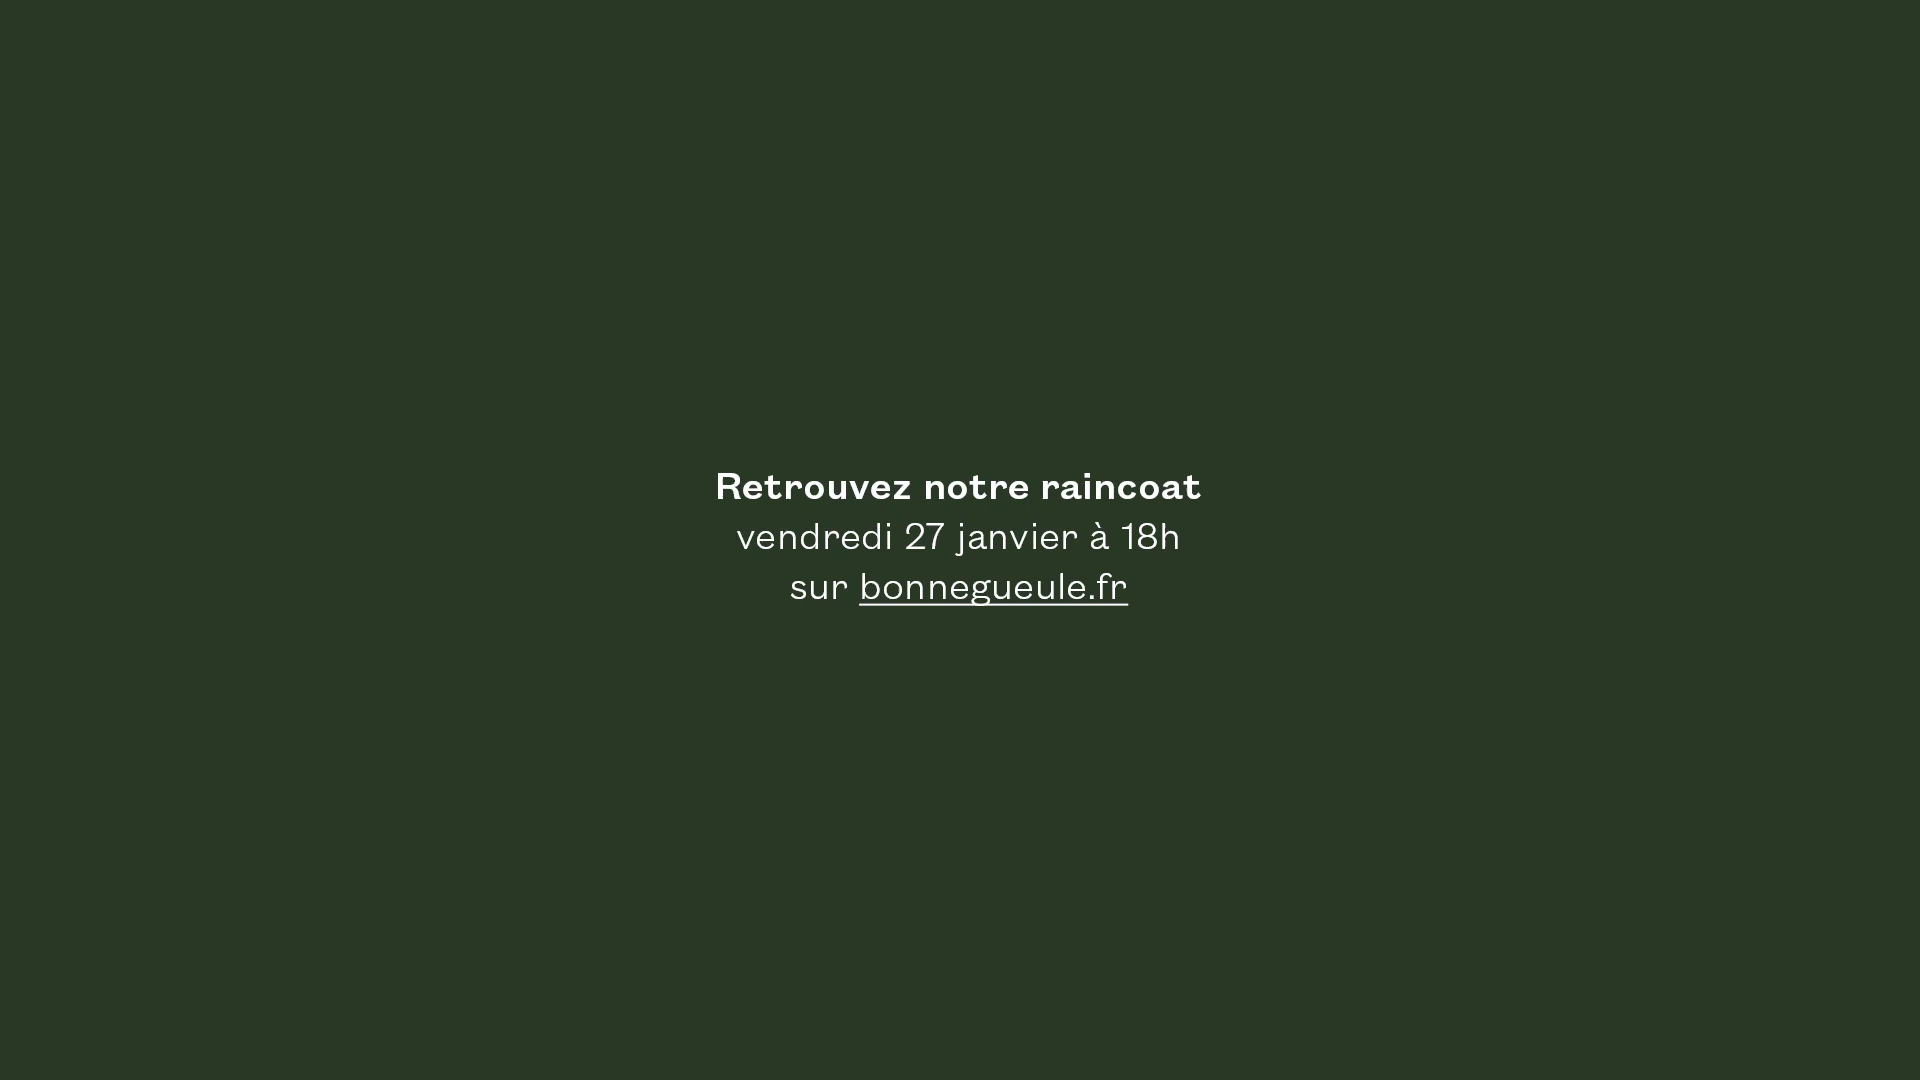 Retrouvez notre raincoat
vendredi 27 janvier à 18h
sur bonnegueule.fr